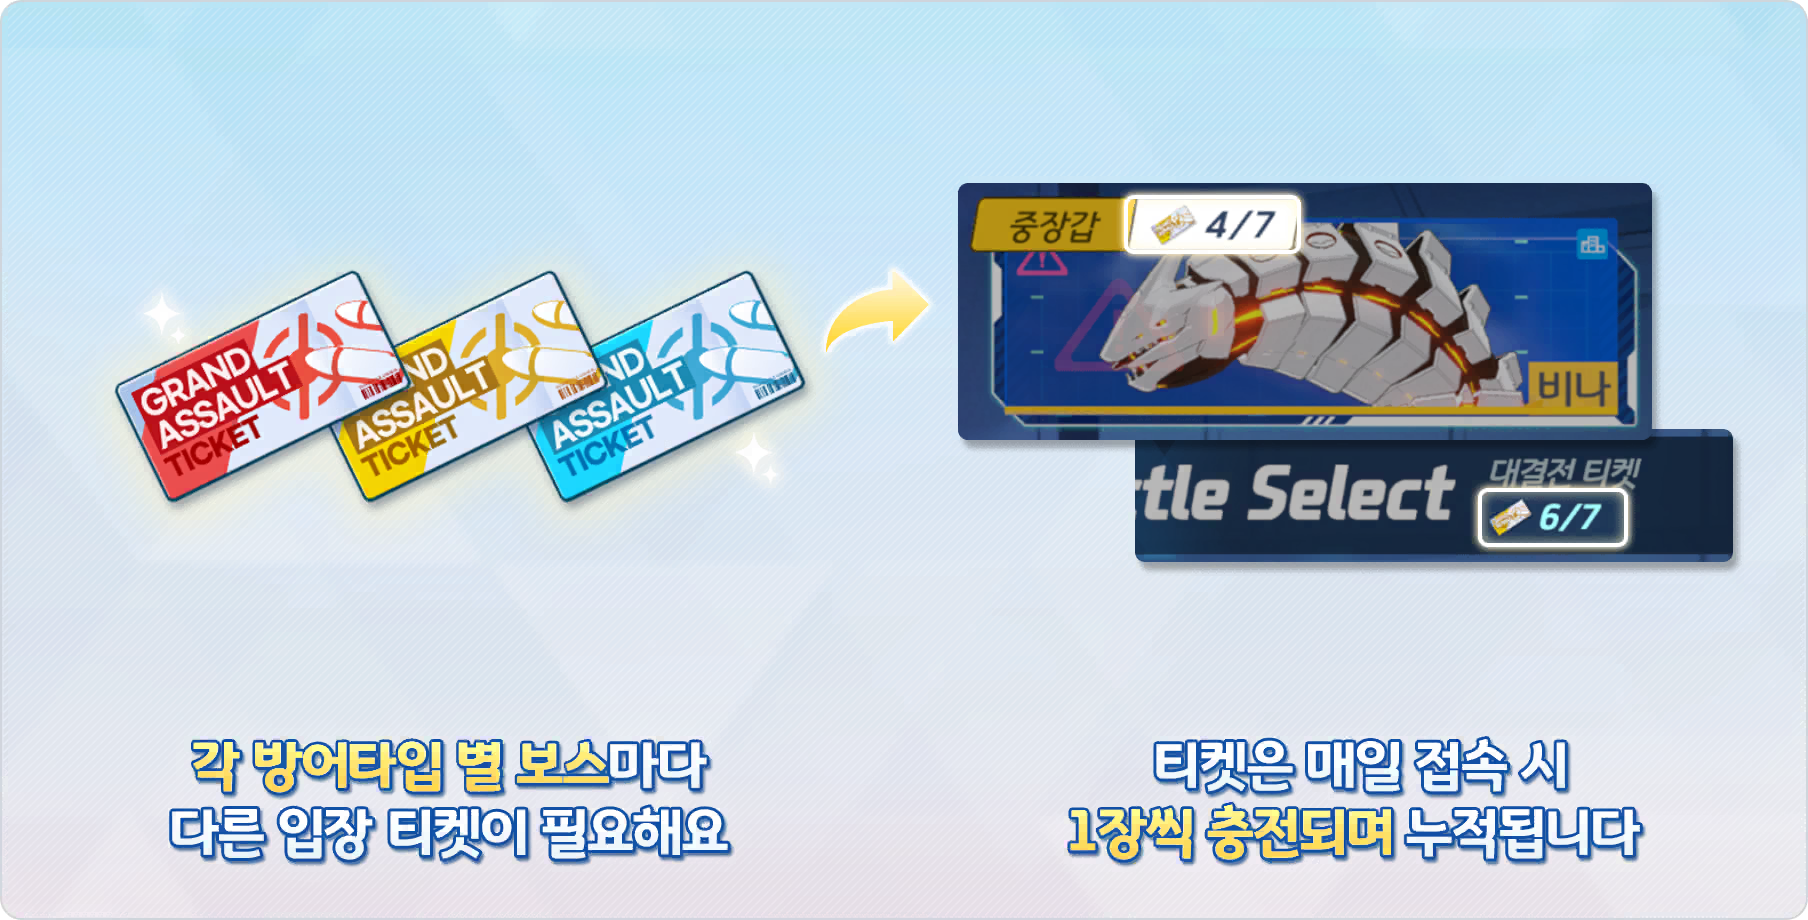 GRAND
ASSAULT
TICKET
ND
ASSAULT
TICKET
ND
ASSAULT
TICKET
중장갑
4/7
비나
tle Select
대결전 티켓
6/7
각 방어타입 별 보스마다
다른 입장 티켓이 필요해요
티켓은 매일 접속 시
1장씩 충전되며 누적됩니다